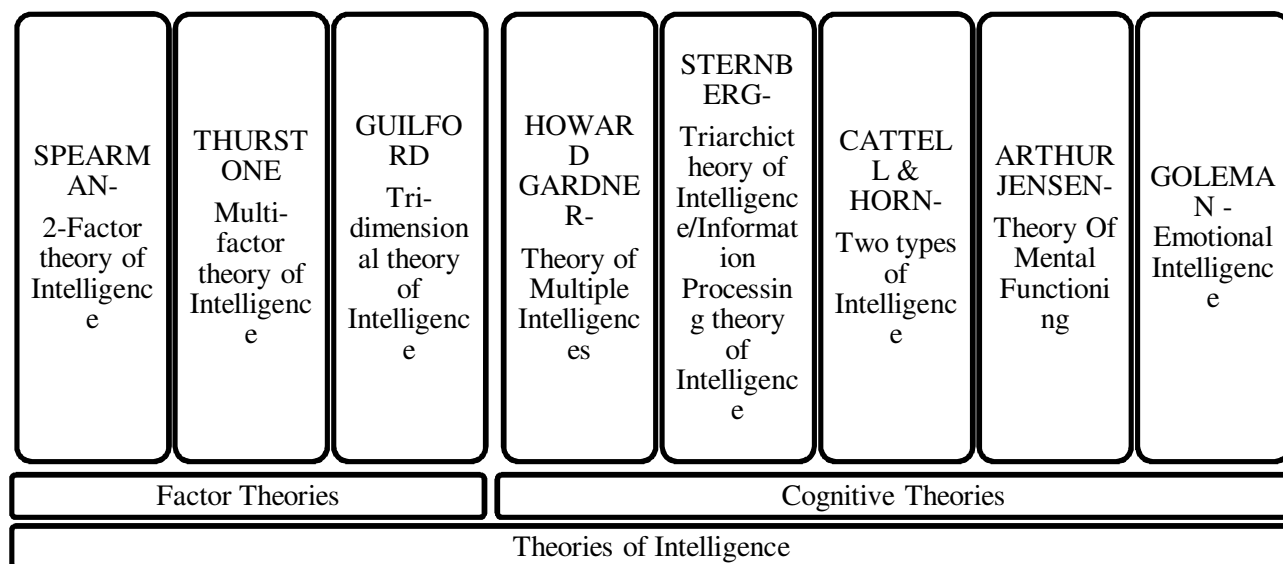 SPEARM
AN-
2-Factor
theory of
Intelligenc
e
THURST
ONE
Multi-
factor
theory of
Intelligenc
e
GUILFO
RD
Tri-
dimension
al theory
of
Intelligenc
e
HOWAR
D
GARDNE
R-
Theory of
Multiple
Intelligen
ces
STERNB
ERG-
Triarchict
heory of
Intelligenc
e/Informat
ion
Processin
g theory
of
Intelligenc
e
CATTEL
L &
HORN-
Two types
of
Intelligenc
e
ARTHUR
JENSEN-
Theory Of
Mental
Functioni
ng
GOLEMA
N -
Emotional
Intelligenc
e
Factor Theories
Cognitive Theories
Theories of Intelligence